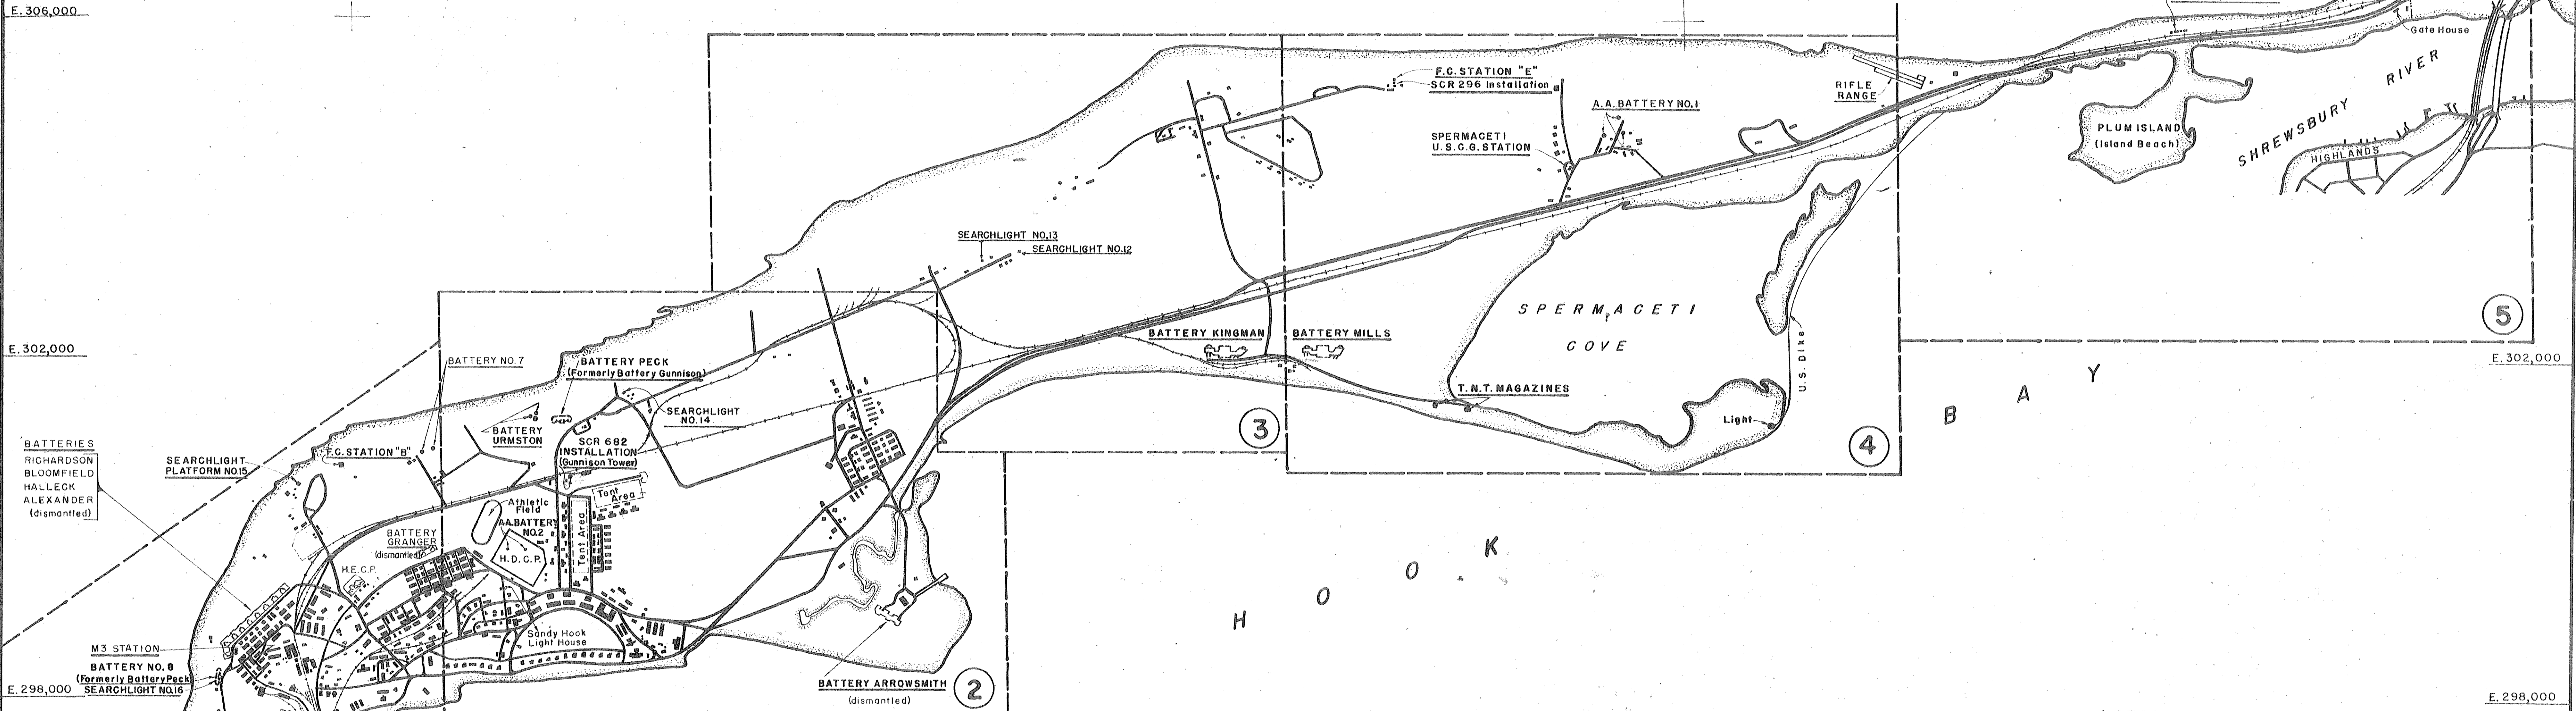 E. 306,000
Gate House
SHREWSBURY RIVER
F.C. STATION "E"
SCR 296 Installation
RIFLE
RANGE
A.A. BATTERY NO. 1
SPERMACETI
U.S.C.G. STATION
PLUM ISLAND
(Island Beach)
HIGHLANDS
SEARCHLIGHT NO. 13
SEARCHLIGHT NO. 12
SPERMACETI
COVE
5
BATTERY KINGMAN
BATTERY MILLS
U.S. Dike
E. 302,000
E. 302,000
BATTERY NO. 7
BATTERY PECK
(Formerly Battery Gunnison)
T.N.T. MAGAZINES
Light
HOOK BAY
3
4
SEARCHLIGHT
NO. 14.
BATTERY
URMSTON
SCR 682
INSTALLATION
(Gunnison Tower)
BATTERIES
RICHARDSON
BLOOMFIELD
HALLECK
ALEXANDER
(dismantled)
SEARCHLIGHT
PLATFORM NO. 15
F.C. STATION "B"
Tent
Area
Athletic
Field
A.A. BATTERY
NO. 2
H.D.C.P.
Tent Area
BATTERY
GRANGER
(dismantled)
H.E.C.P.
Sandy Hook
Light House
M3 STATION
BATTERY NO. 8
(Formerly Battery Peck)
SEARCHLIGHT NO. 16
E. 298,000
BATTERY ARROWSMITH
(dismantled)
2
E. 298,000